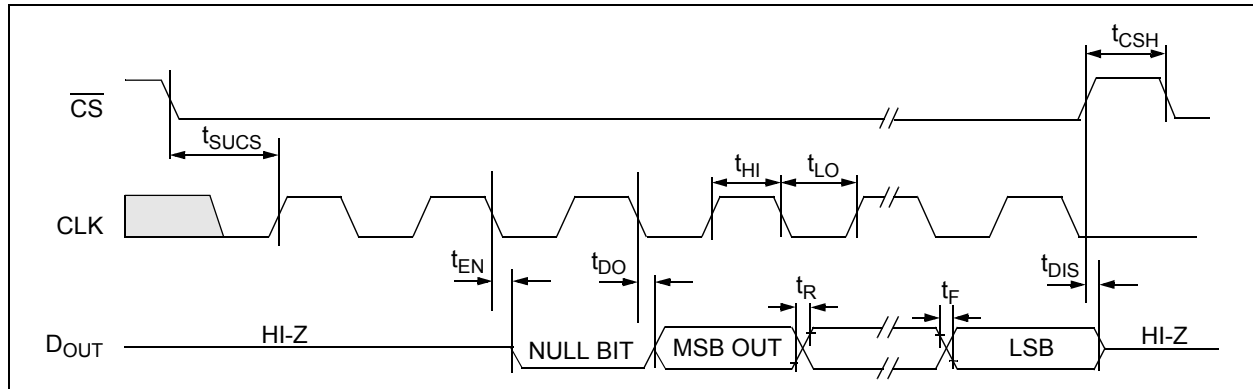 tCSH
CS
tSUCS
tHI tLO
CLK
tEN tDO tDIS
tR tF
DOUT HI-Z NULL BIT MSB OUT LSB HI-Z